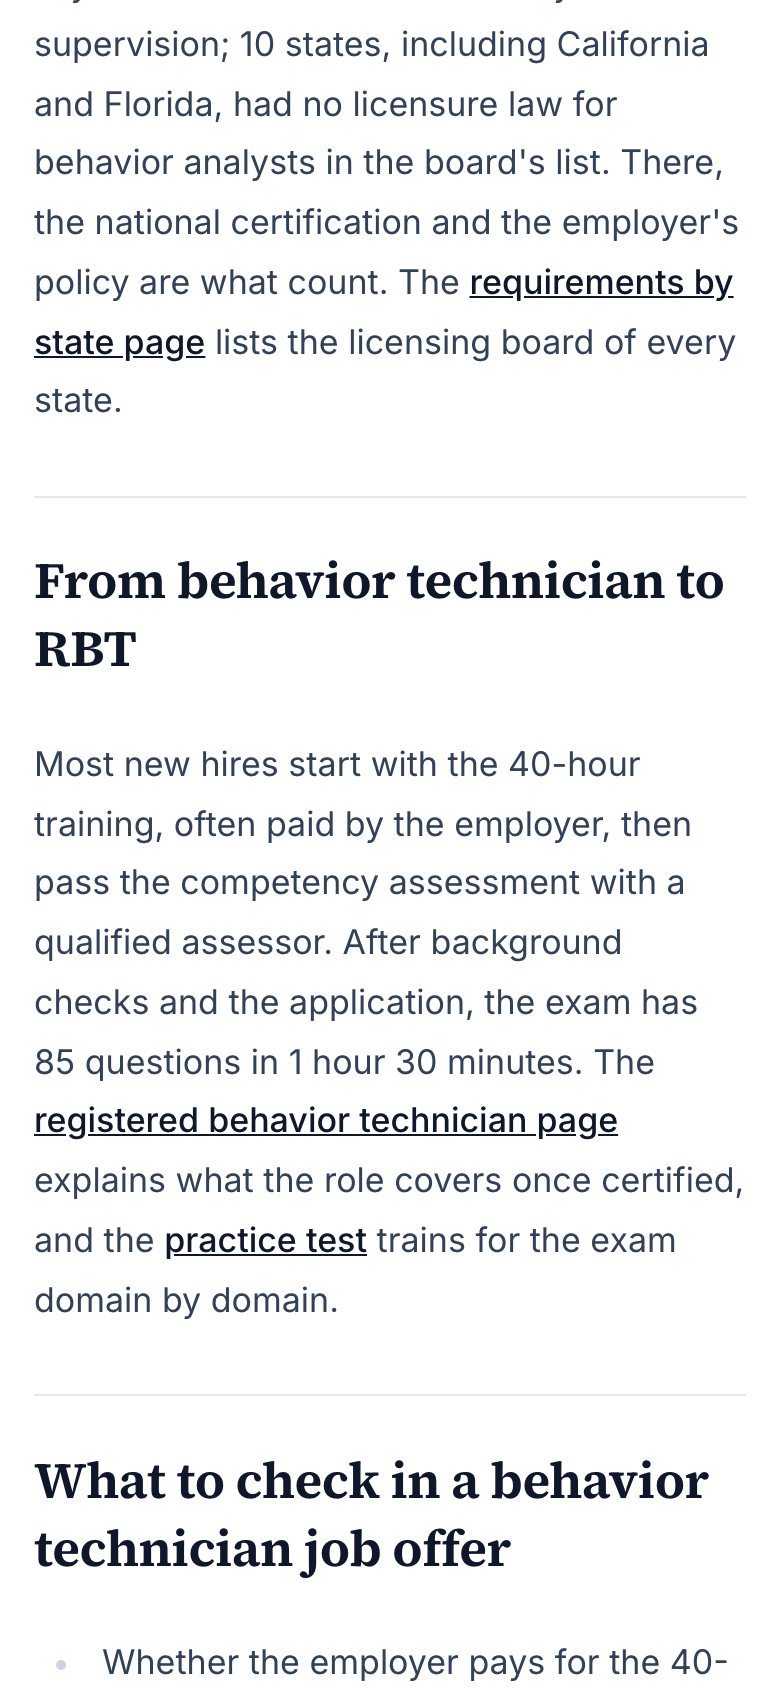 supervision; 10 states, including California
and Florida, had no licensure law for
behavior analysts in the board's list. There,
the national certification and the employer's
policy are what count. The requirements by
state page lists the licensing board of every
state.
From behavior technician to
RBT
Most new hires start with the 40-hour
training, often paid by the employer, then
pass the competency assessment with a
qualified assessor. After background
checks and the application, the exam has
85 questions in 1 hour 30 minutes. The
registered behavior technician page
explains what the role covers once certified,
and the practice test trains for the exam
domain by domain.
What to check in a behavior
technician job offer
Whether the employer pays for the 40-